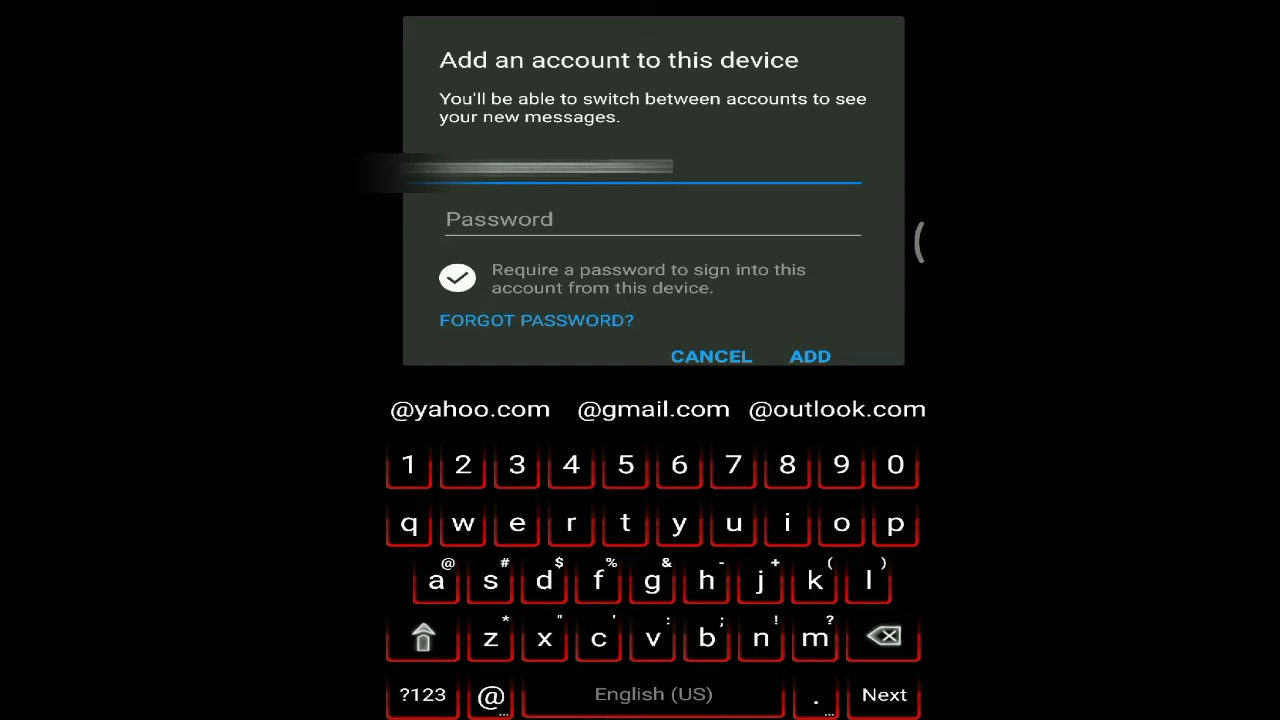 Add an account to this device
You'll be able to switch between accounts to see
your new messages.
Password
Require a password to sign into this
account from this device.
FORGOT PASSWORD?
CANCEL ADD
@yahoo.com @gmail.com @outlook.com
1 2 3 4 5 6 7 8 9 0
q w e r t y u i o p
@ # $ % & - + ( )
a s d f g h j k l
* " ' : ; ! ?
z x c v b n m
?123 @ English (US) . Next